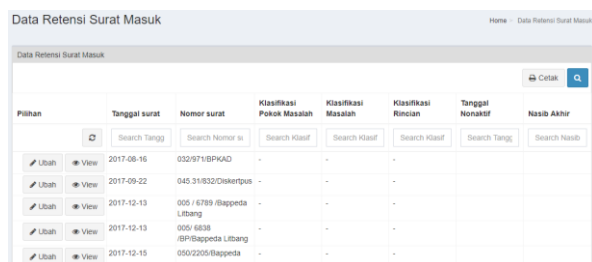 Data Retensi Surat Masuk
Home Data Retensi Surat Masuk
Data Retensi Surat Masuk
Cetak
Pilihan Tanggal surat Nomor surat Klasifikasi Pokok Masalah Klasifikasi Masalah Klasifikasi Rincian Tanggal Nonaktif Nasib Akhir
Search Tangg Search Nomor su Search Klasif Search Klasif Search Klasif Search Tangg Search Nasib
Ubah View 2017-08-16 032/971/BPKAD - - -
Ubah View 2017-09-22 045.31/832/Diskertpus - - -
Ubah View 2017-12-13 005 / 6789 /Bappeda - - -
Litbang
Ubah View 2017-12-13 005/ 6838 - - -
/BP/Bappeda Litbang
Ubah View 2017-12-15 050/2205/Bappeda - - -